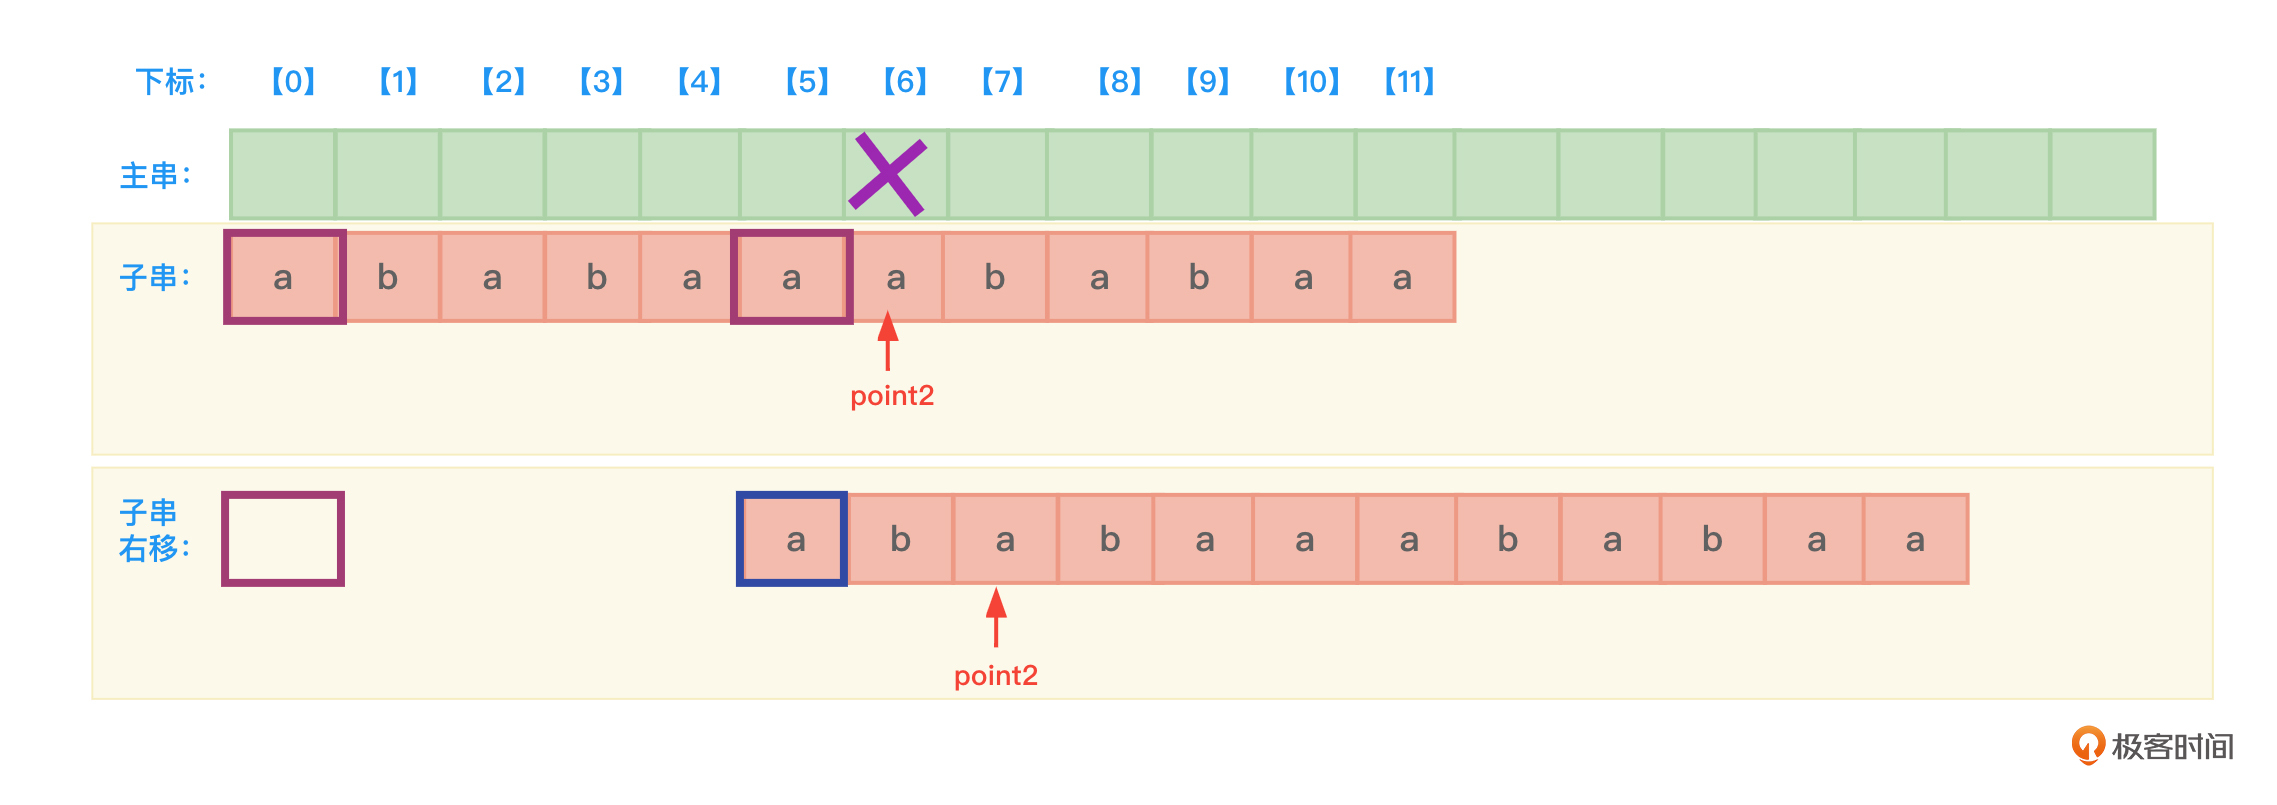 下标： 【0】 【1】 【2】 【3】 【4】 【5】 【6】 【7】 【8】 【9】 【10】 【11】
主串：
子串： a b a b a a a b a b a a
point2
子串
右移： a b a b a a a b a b a a
point2
极客时间